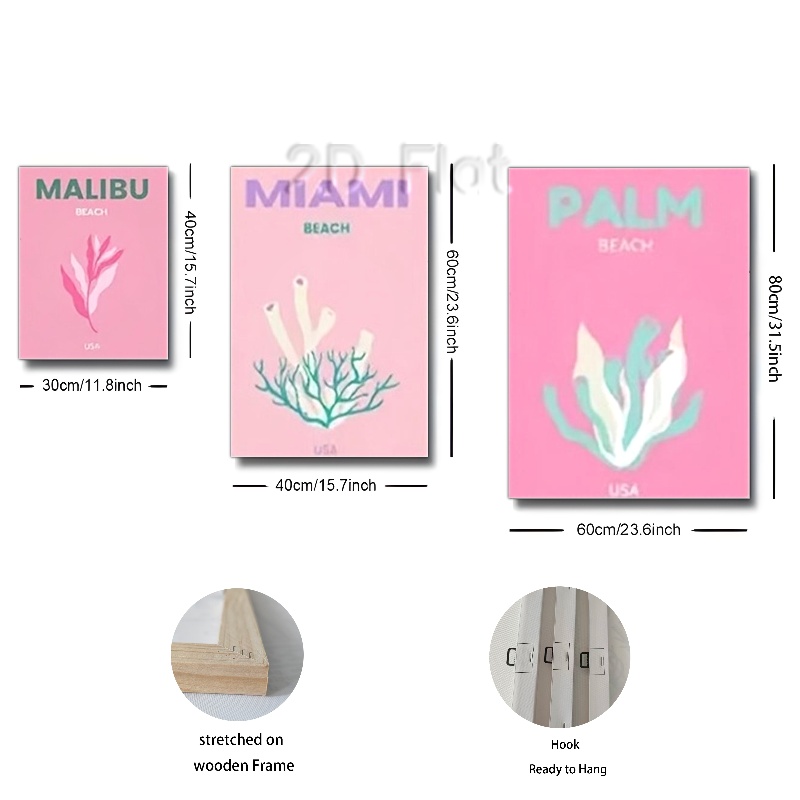 2D Flat
MALIBU
BEACH
USA
40cm/15.7inch
30cm/11.8inch
MIAMI
BEACH
USA
60cm/23.6inch
40cm/15.7inch
PALM
BEACH
USA
80cm/31.5inch
60cm/23.6inch
stretched on
wooden Frame
Hook
Ready to Hang